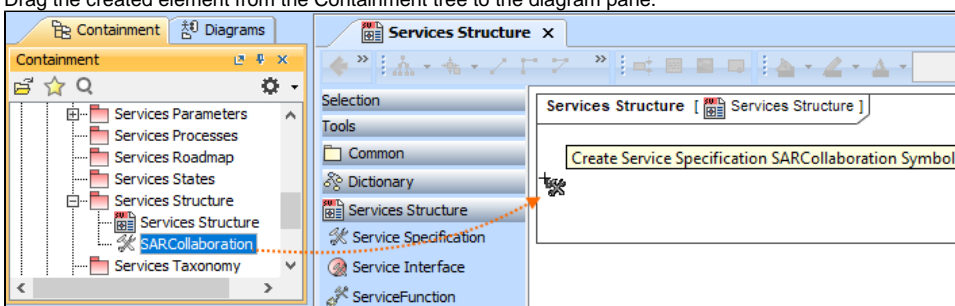 Drag the created element from the Containment tree to the diagram pane.
Containment
Diagrams
Containment
Services Parameters
Services Processes
Services Roadmap
Services States
Services Structure
Services Structure
SARCollaboration
Services Taxonomy
Services Structure
Selection
Tools
Common
Dictionary
Services Structure
Service Specification
Service Interface
ServiceFunction
Services Structure [ Services Structure ]
Create Service Specification SARCollaboration Symbol